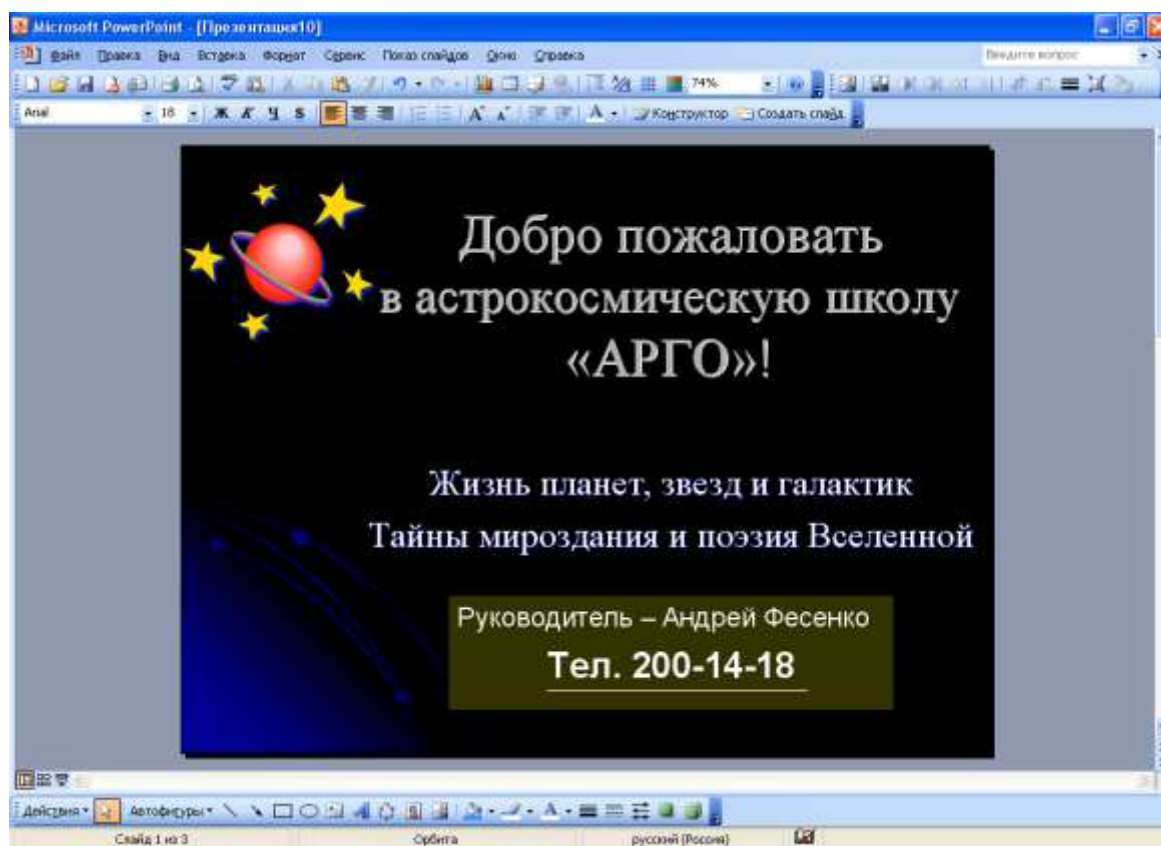 Microsoft PowerPoint - [Презентация10]
Файл Правка Вид Вставка Формат Сервис Показ слайдов Окно Справка
Введите вопрос
74%
Arial 18 Ж К Ч S Конструктор Создать слайд
Добро пожаловать
в астрокосмическую школу
«АРГО»!
Жизнь планет, звезд и галактик
Тайны мироздания и поэзия Вселенной
Руководитель – Андрей Фесенко
Тел. 200-14-18
Действия Автофигуры
Слайд 1 из 3 Орбита русский (Россия)